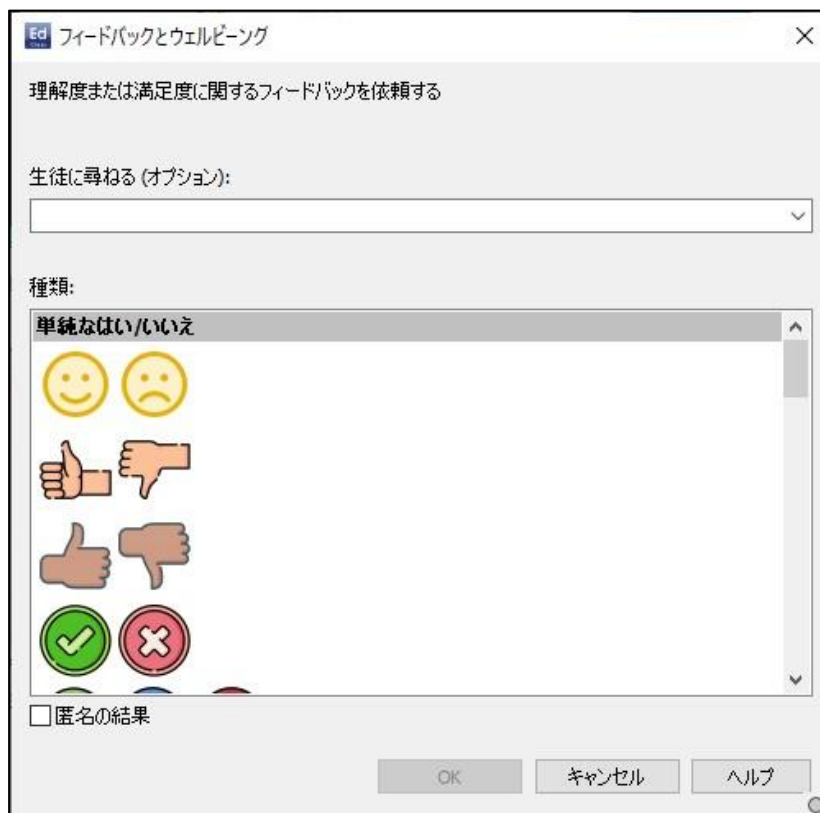 Ed
フィードバックとウェルビーング
理解度または満足度に関するフィードバックを依頼する
生徒に尋ねる (オプション):
種類:
単純なはい/いいえ
匿名の結果
OK
キャンセル
ヘルプ